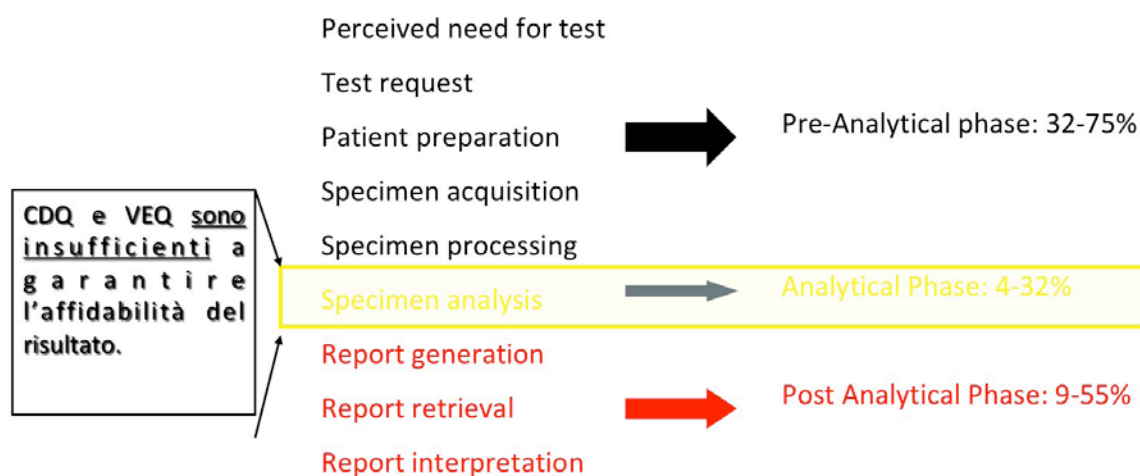 Perceived need for test
Test request
Patient preparation
Pre-Analytical phase: 32-75%
Specimen acquisition
Specimen processing
CDQ e VEQ sono
insufficienti a
garantire
l'affidabilità del
risultato.
Specimen analysis
Analytical Phase: 4-32%
Report generation
Report retrieval
Post Analytical Phase: 9-55%
Report interpretation